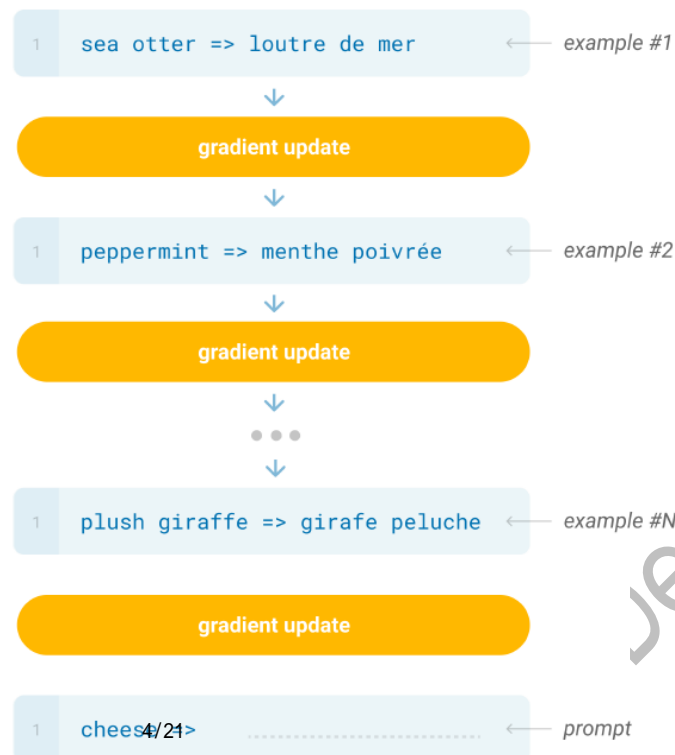 1 sea otter => loutre de mer example #1
gradient update
1 peppermint => menthe poivrée example #2
gradient update
1 plush giraffe => girafe peluche example #N
gradient update
1 cheese => prompt
4/21